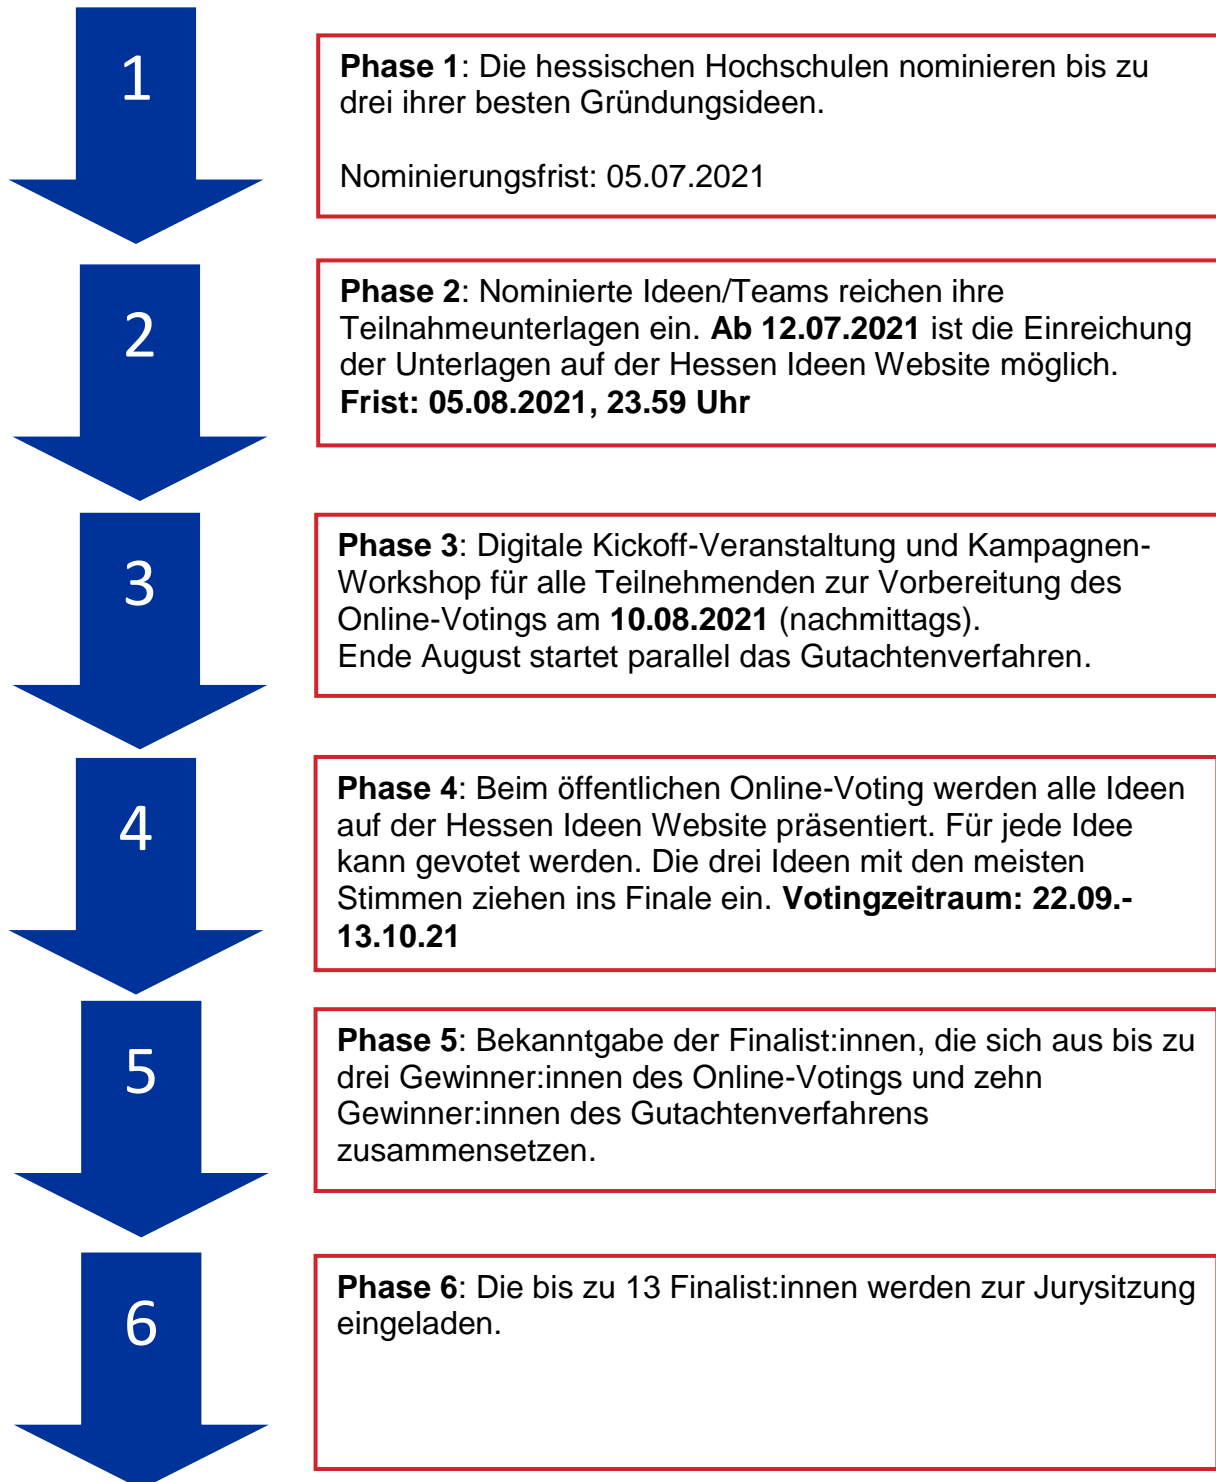 1
Phase 1: Die hessischen Hochschulen nominieren bis zu
drei ihrer besten Gründungsideen.
Nominierungsfrist: 05.07.2021
2
Phase 2: Nominierte Ideen/Teams reichen ihre
Teilnahmeunterlagen ein. Ab 12.07.2021 ist die Einreichung
der Unterlagen auf der Hessen Ideen Website möglich.
Frist: 05.08.2021, 23.59 Uhr
3
Phase 3: Digitale Kickoff-Veranstaltung und Kampagnen-
Workshop für alle Teilnehmenden zur Vorbereitung des
Online-Votings am 10.08.2021 (nachmittags).
Ende August startet parallel das Gutachtenverfahren.
4
Phase 4: Beim öffentlichen Online-Voting werden alle Ideen
auf der Hessen Ideen Website präsentiert. Für jede Idee
kann gevotet werden. Die drei Ideen mit den meisten
Stimmen ziehen ins Finale ein. Votingzeitraum: 22.09.-
13.10.21
5
Phase 5: Bekanntgabe der Finalist:innen, die sich aus bis zu
drei Gewinner:innen des Online-Votings und zehn
Gewinner:innen des Gutachtenverfahrens
zusammensetzen.
6
Phase 6: Die bis zu 13 Finalist:innen werden zur Jurysitzung
eingeladen.